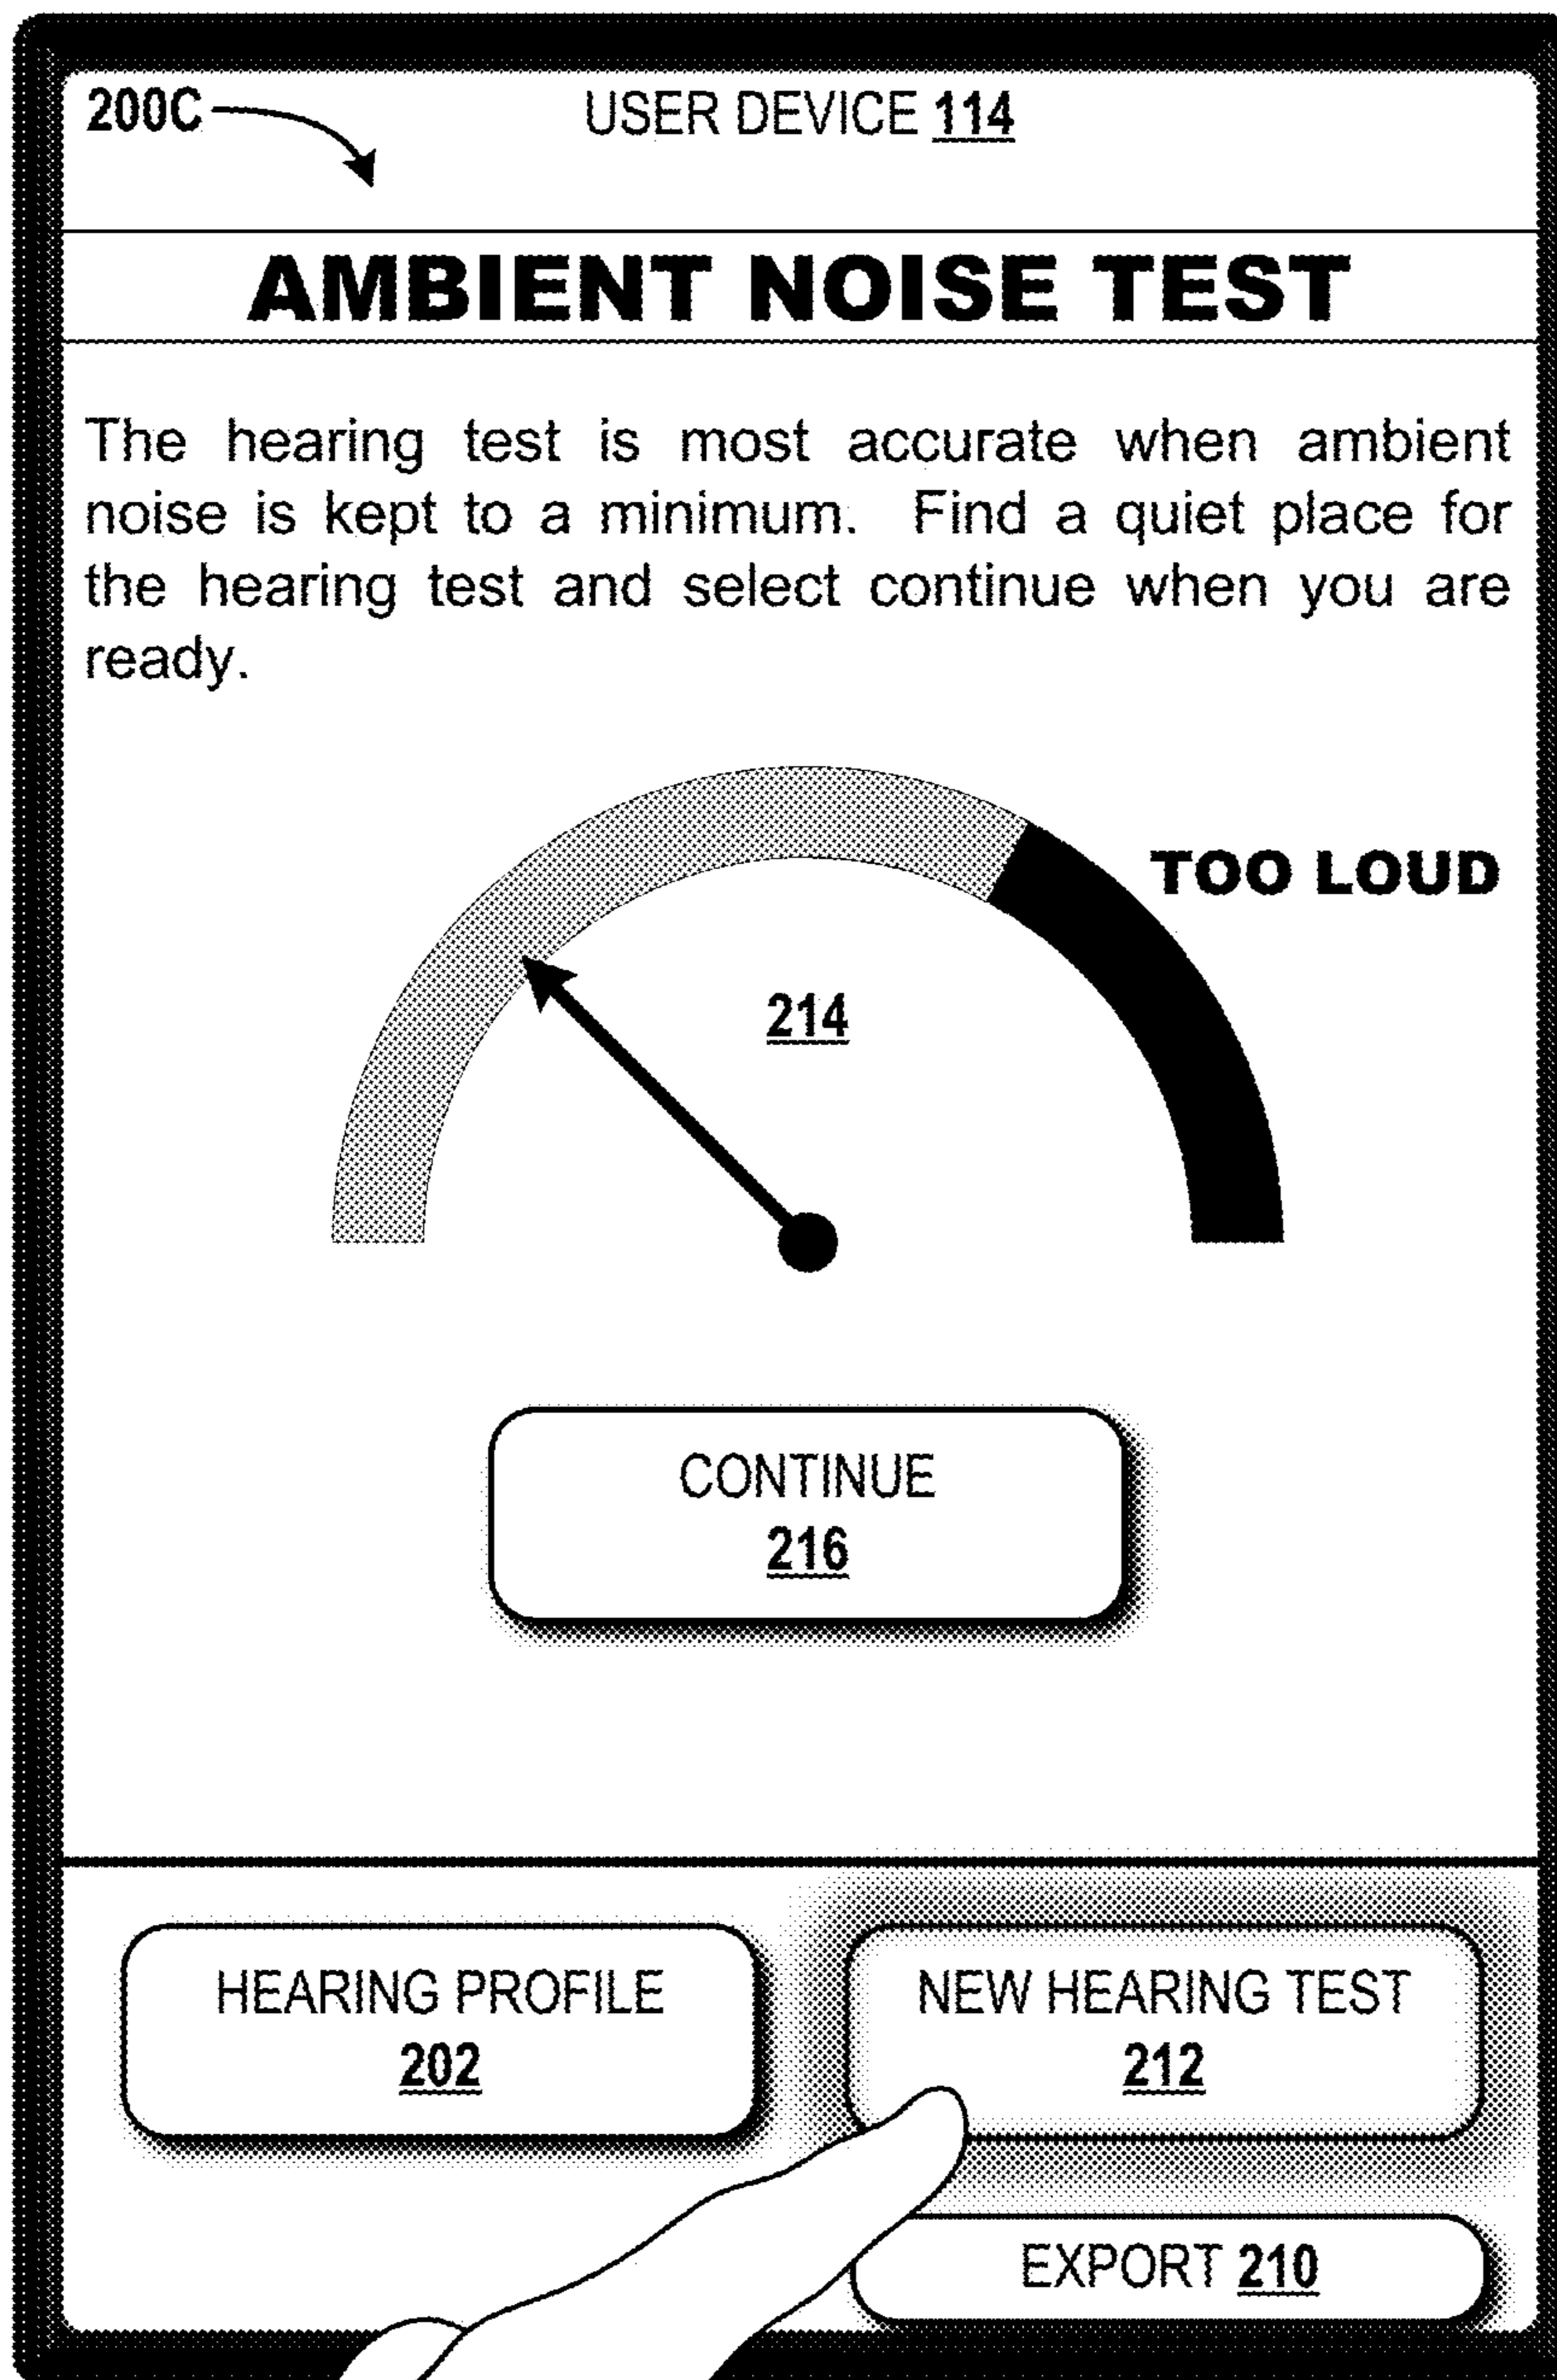 200C
USER DEVICE 114
AMBIENT NOISE TEST
The hearing test is most accurate when ambient
noise is kept to a minimum. Find a quiet place for
the hearing test and select continue when you are
ready.
TOO LOUD
214
CONTINUE
216
HEARING PROFILE
202
NEW HEARING TEST
212
EXPORT 210